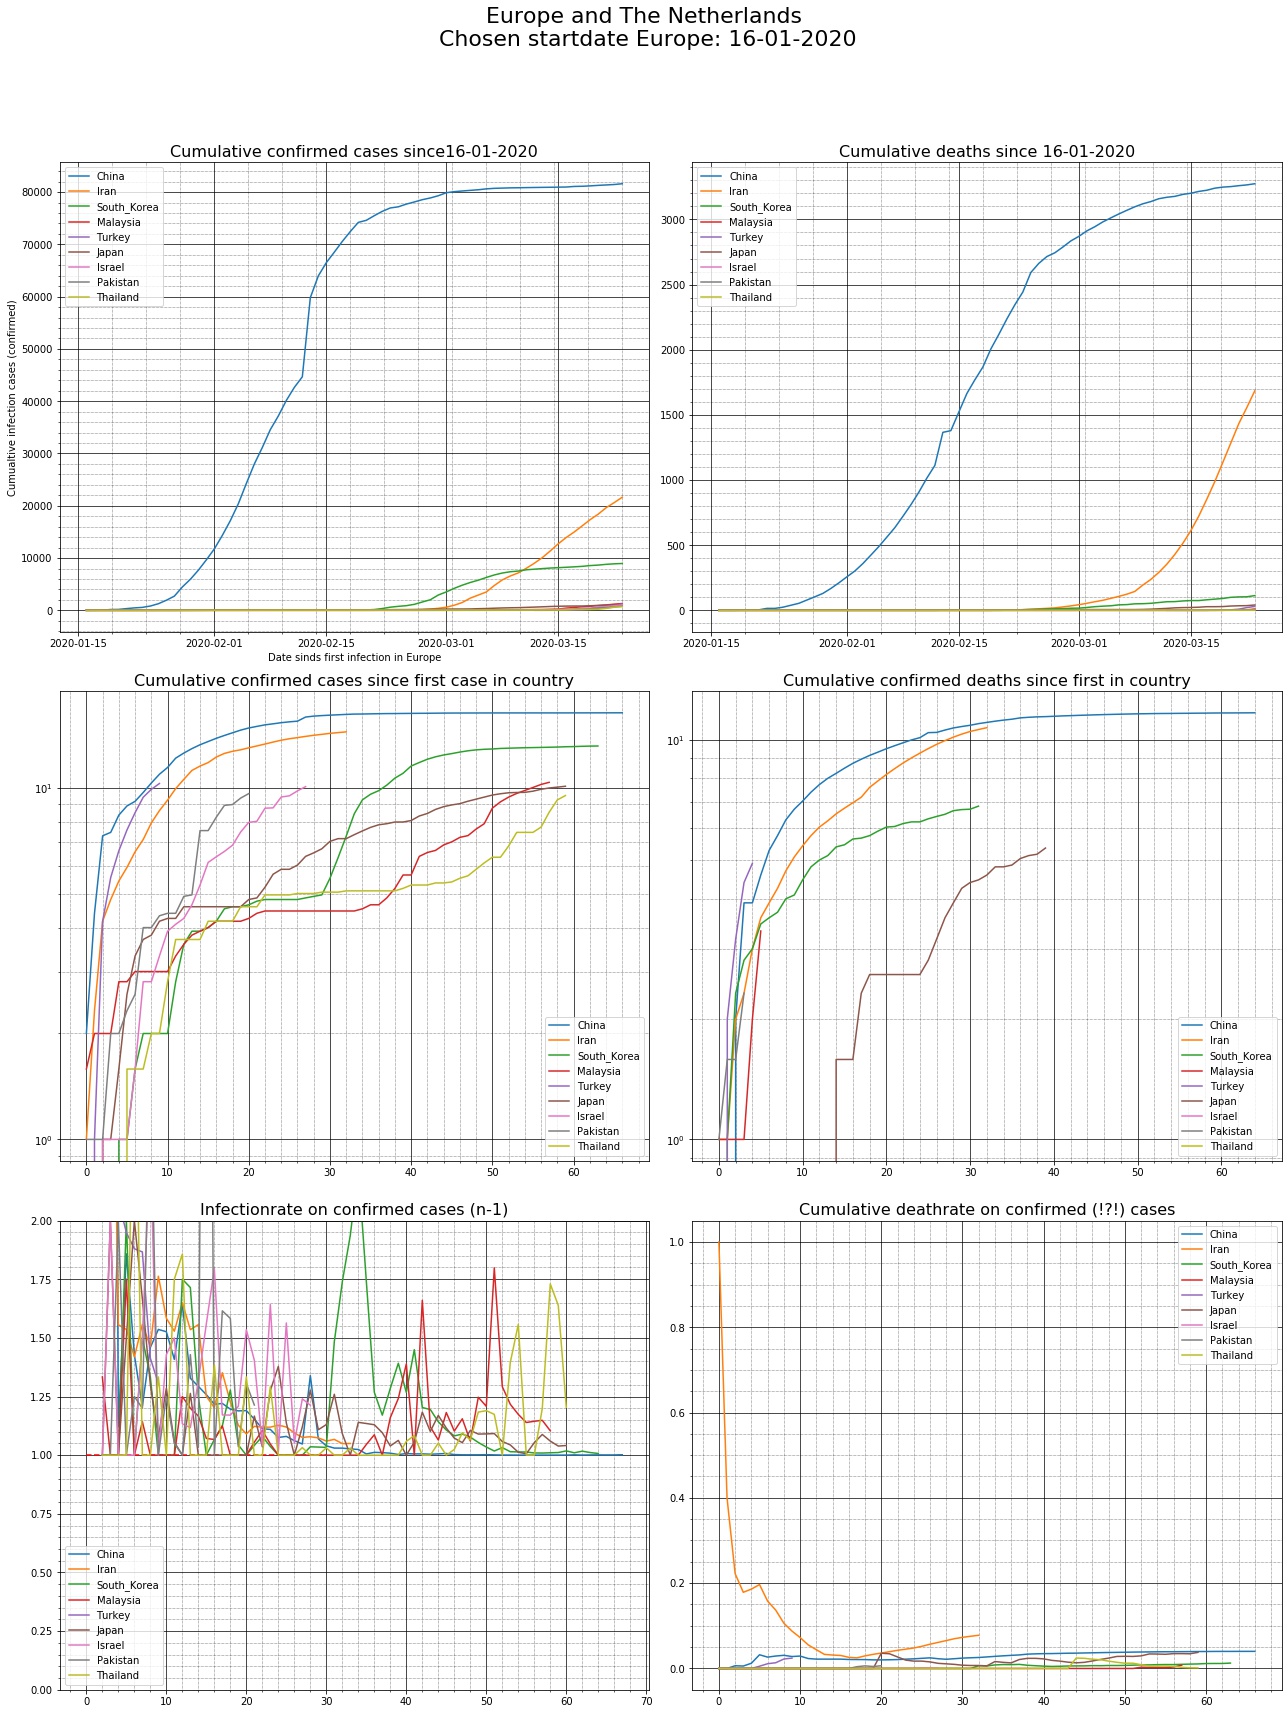 Europe and The Netherlands
Chosen startdate Europe: 16-01-2020
Cumulative confirmed cases since16-01-2020
Cumualtive infection cases (confirmed)
80000
70000
60000
50000
40000
30000
20000
10000
0
China
Iran
South_Korea
Malaysia
Turkey
Japan
Israel
Pakistan
Thailand
2020-01-15 2020-02-01 2020-02-15 2020-03-01 2020-03-15
Date sinds first infection in Europe
Cumulative deaths since 16-01-2020
3000
2500
2000
1500
1000
500
0
China
Iran
South_Korea
Malaysia
Turkey
Japan
Israel
Pakistan
Thailand
2020-01-15 2020-02-01 2020-02-15 2020-03-01 2020-03-15
Cumulative confirmed cases since first case in country
10¹
10⁰
China
Iran
South_Korea
Malaysia
Turkey
Japan
Israel
Pakistan
Thailand
0 10 20 30 40 50 60
Cumulative confirmed deaths since first in country
10¹
10⁰
China
Iran
South_Korea
Malaysia
Turkey
Japan
Israel
Pakistan
Thailand
0 10 20 30 40 50 60
Infectionrate on confirmed cases (n-1)
2.00
1.75
1.50
1.25
1.00
0.75
0.50
0.25
0.00
China
Iran
South_Korea
Malaysia
Turkey
Japan
Israel
Pakistan
Thailand
0 10 20 30 40 50 60 70
Cumulative deathrate on confirmed (!?!) cases
1.0
0.8
0.6
0.4
0.2
0.0
China
Iran
South_Korea
Malaysia
Turkey
Japan
Israel
Pakistan
Thailand
0 10 20 30 40 50 60